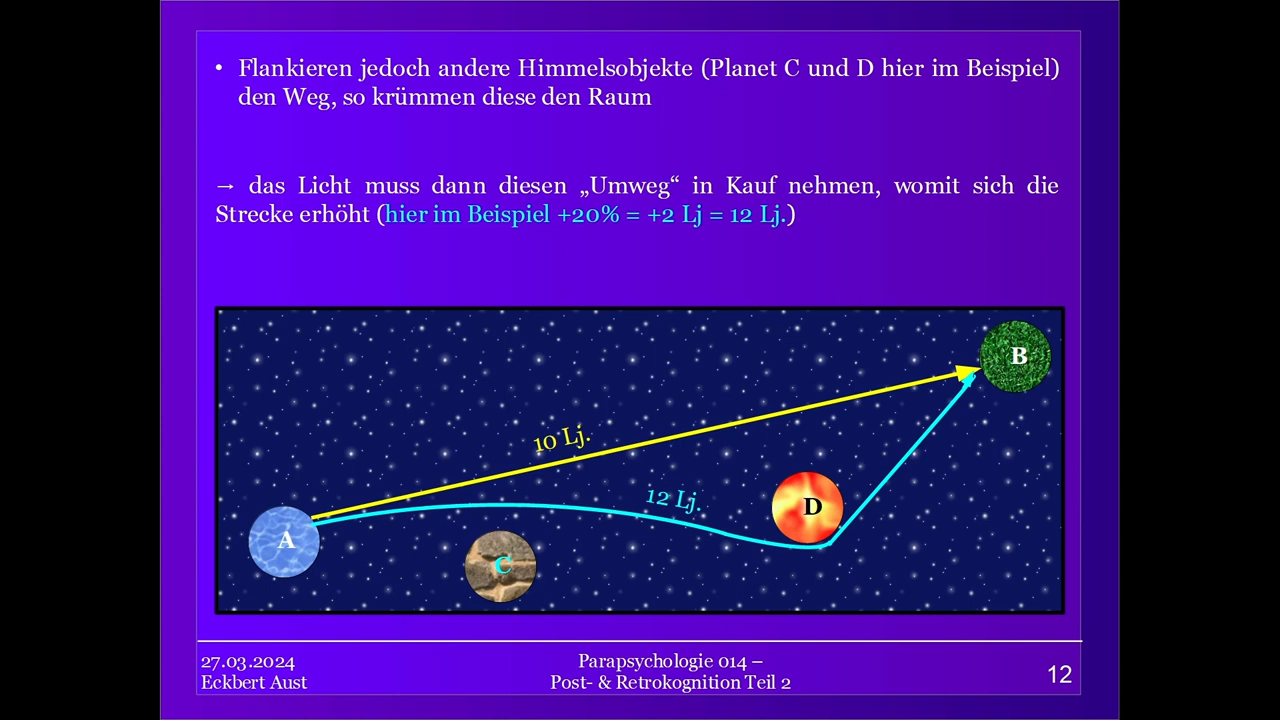 • Flankieren jedoch andere Himmelsobjekte (Planet C und D hier im Beispiel)
den Weg, so krümmen diese den Raum
→ das Licht muss dann diesen „Umweg“ in Kauf nehmen, womit sich die
Strecke erhöht (hier im Beispiel +20% = +2 Lj = 12 Lj.)
B
10 Lj.
12 Lj.
D
A
C
27.03.2024
Eckbert Aust
Parapsychologie 014 –
Post- & Retrokognition Teil 2
12